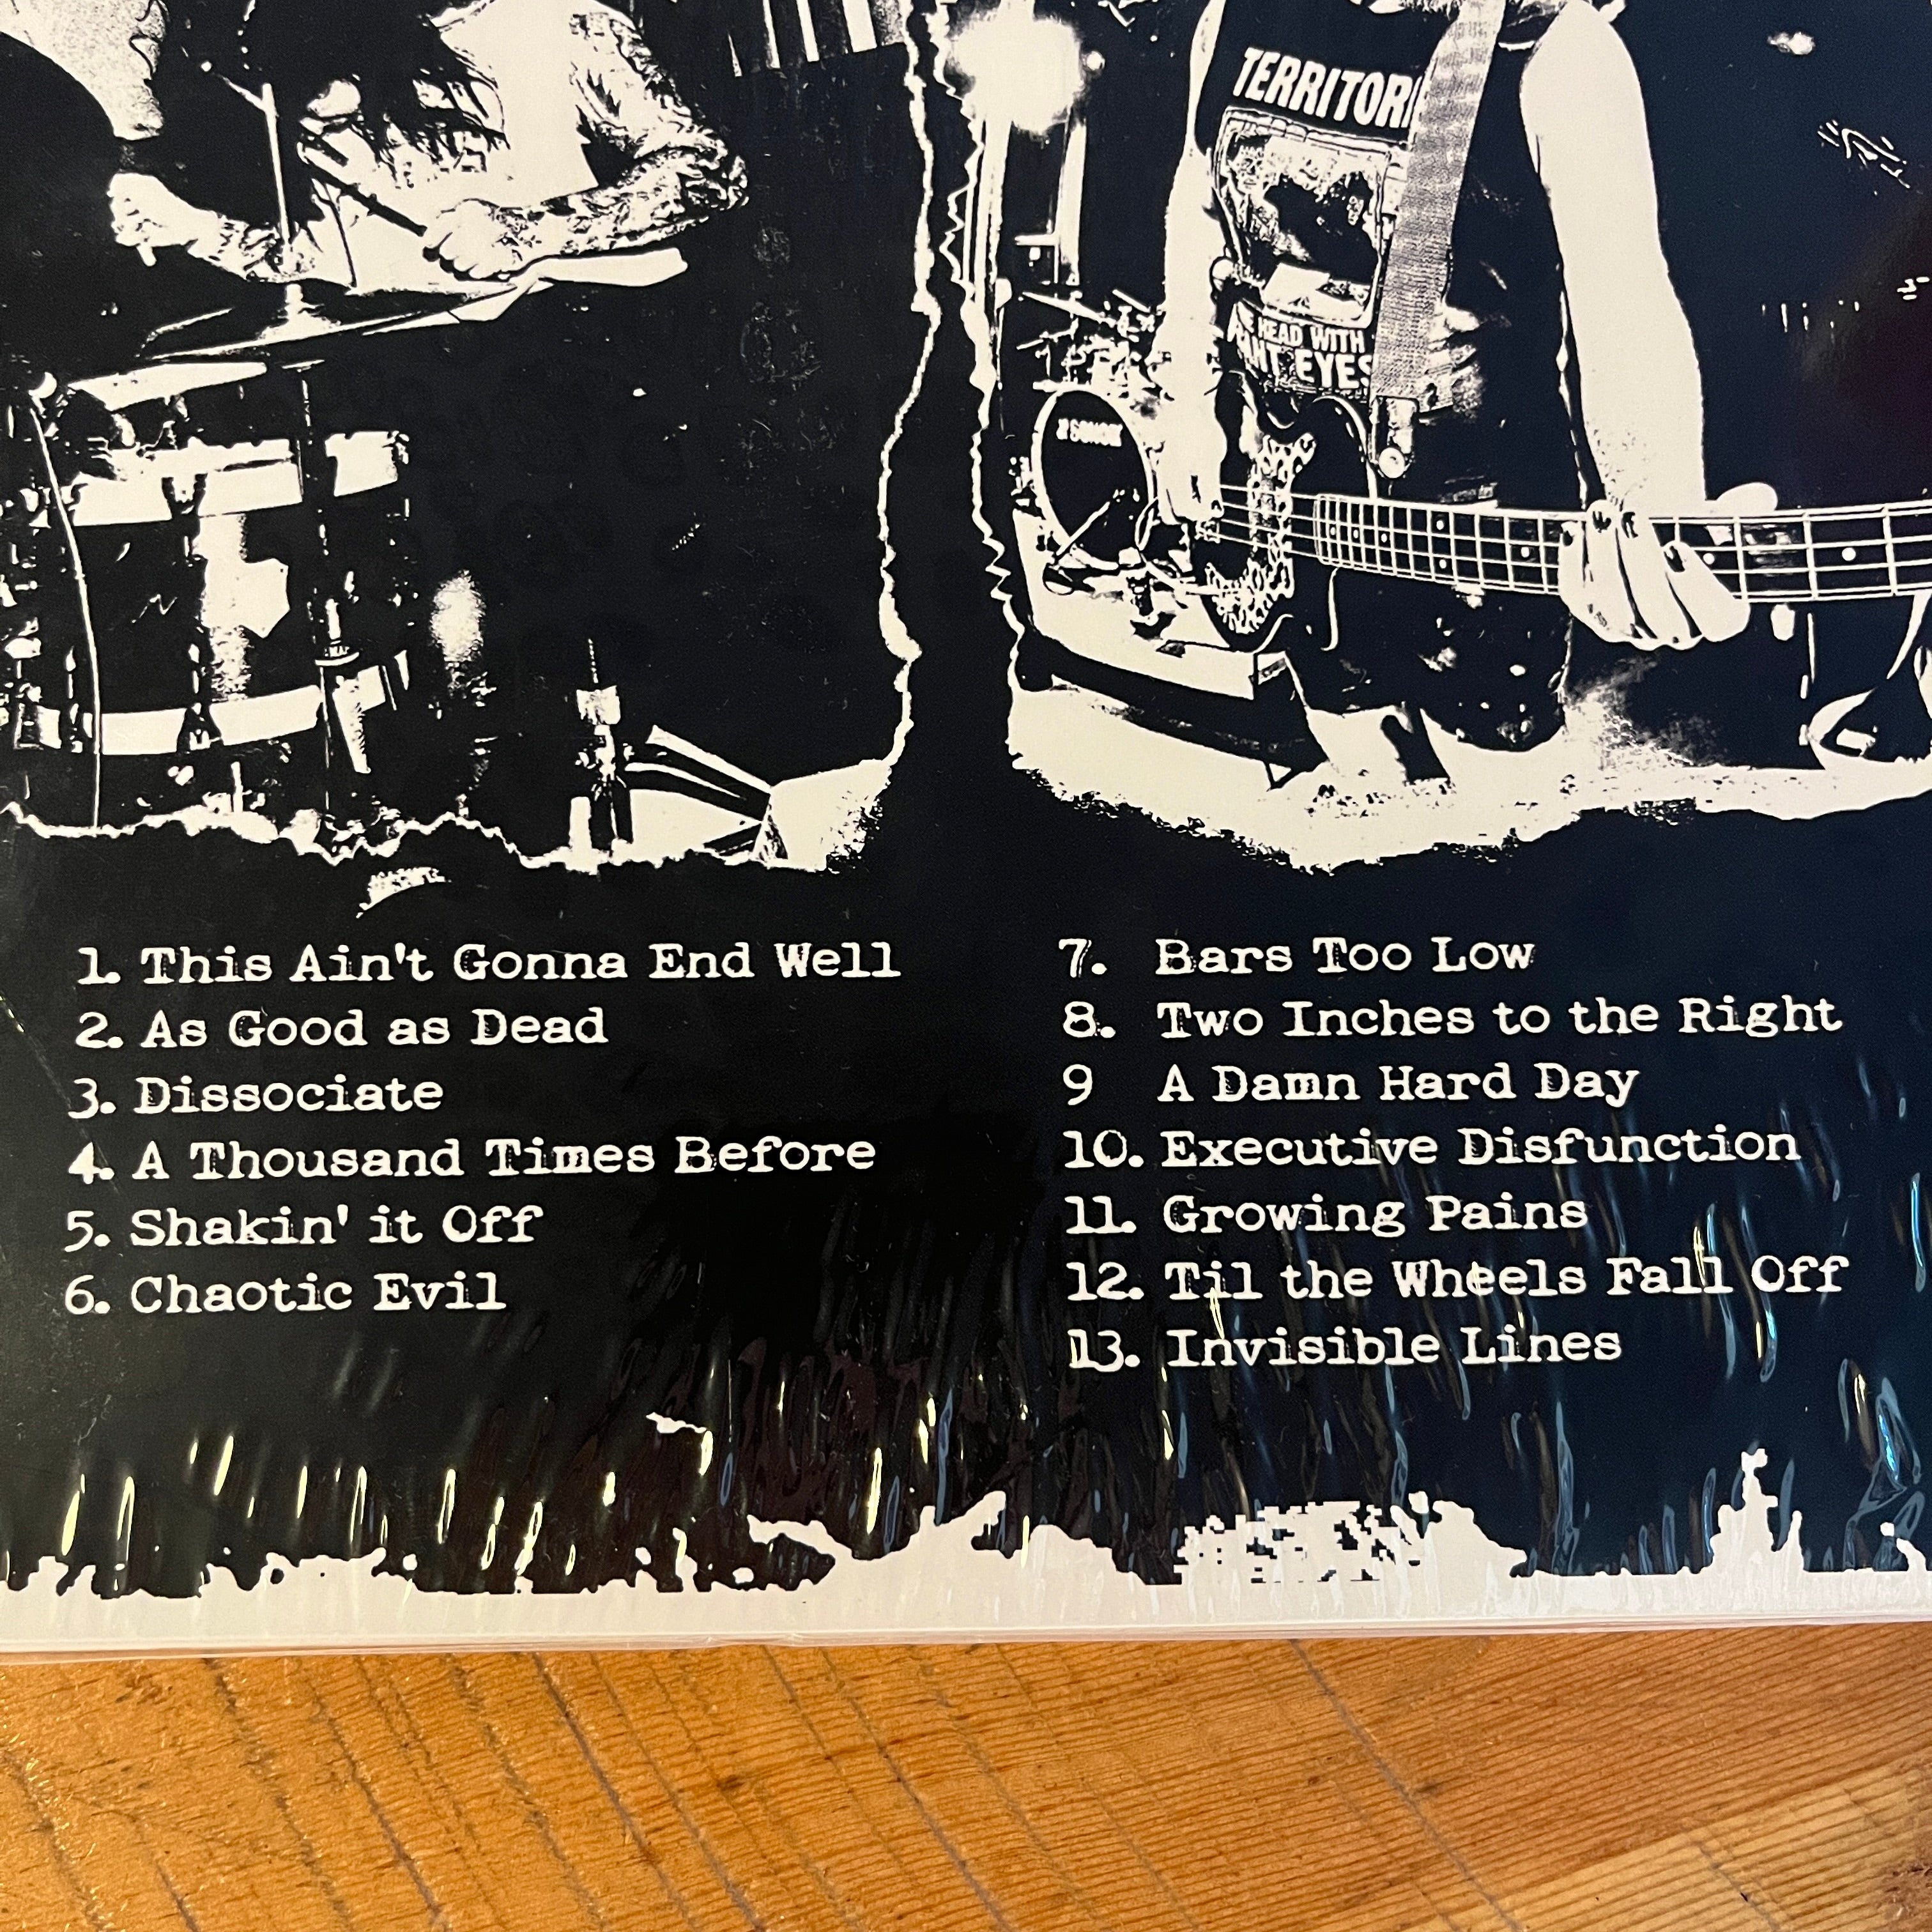 TERRITORI
HEAD WITH
EYES
1. This Ain't Gonna End Well
2. As Good as Dead
3. Dissociate
4. A Thousand Times Before
5. Shakin' it Off
6. Chaotic Evil
7. Bars Too Low
8. Two Inches to the Right
9 A Damn Hard Day
10. Executive Disfunction
11. Growing Pains
12. Til the Wheels Fall Off
13. Invisible Lines